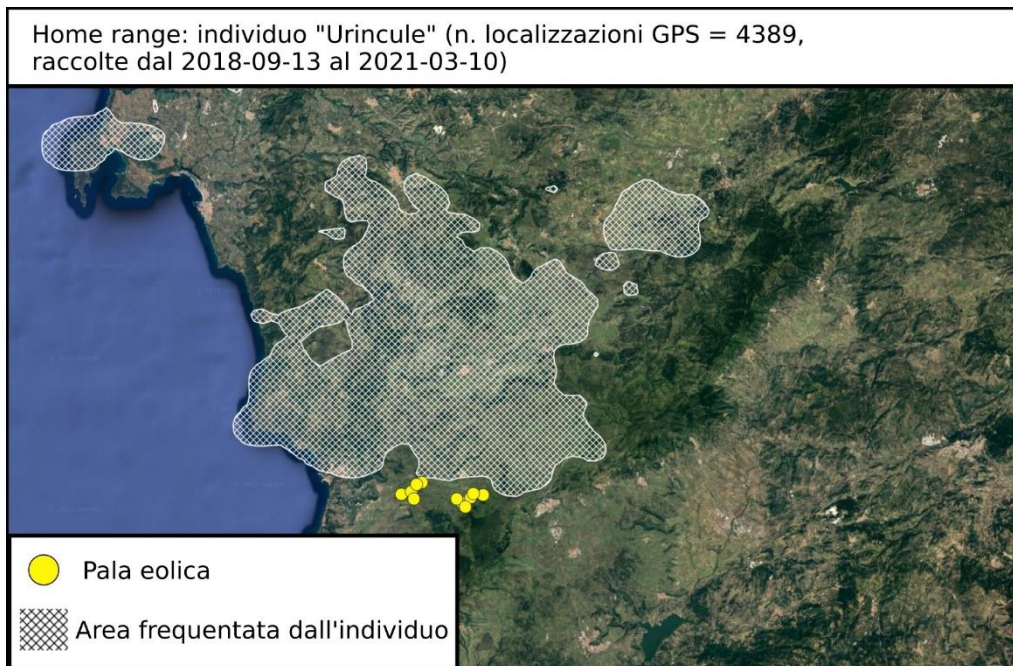 Home range: individuo "Urincule" (n. localizzazioni GPS = 4389,
raccolte dal 2018-09-13 al 2021-03-10)
Pala eolica
Area frequentata dall'individuo